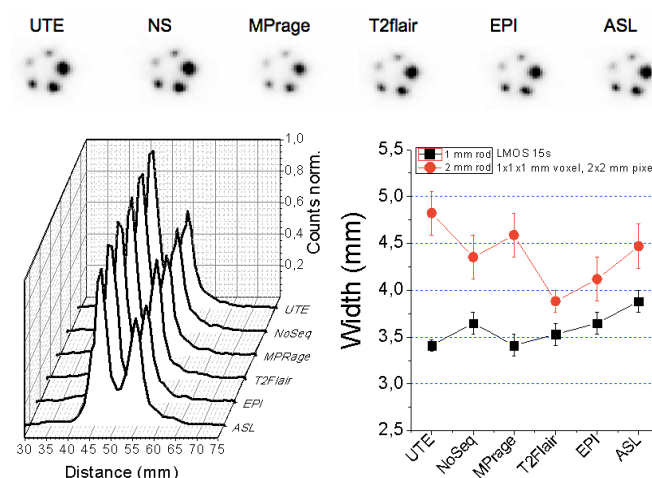 UTE NS MPrage T2flair EPI ASL
1,0
0,8
0,6
0,4
0,2
Counts norm.
UTE
NoSeq
MPRage
T2Flair
EPI
ASL
30 35 40 45 50 55 60 65 70 75
Distance (mm)
5,5
5,0
4,5
4,0
3,5
3,0
2,5
Width (mm)
1 mm rod LMOS 15s
2 mm rod 1x1x1 mm voxel, 2x2 mm pixe
UTE
NoSeq
MPrage
T2Flair
EPI
ASL